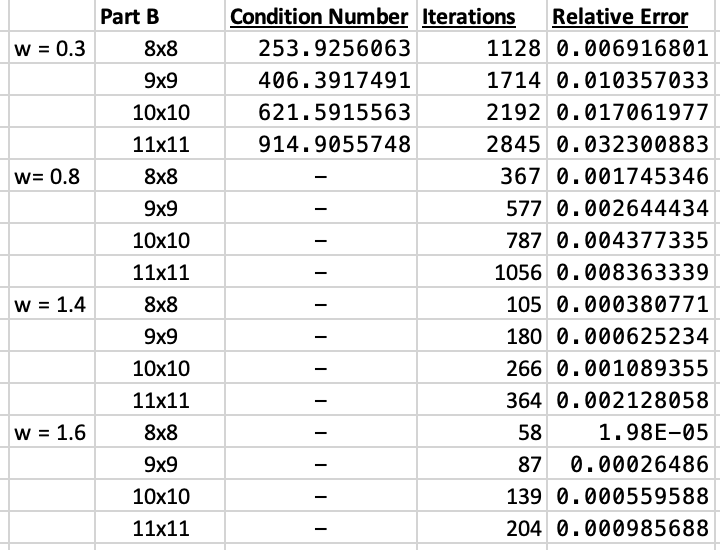 Part B Condition Number Iterations Relative Error
w = 0.3 8x8 253.9256063 1128 0.006916801
9x9 406.3917491 1714 0.010357033
10x10 621.5915563 2192 0.017061977
11x11 914.9055748 2845 0.032300883
w= 0.8 8x8 – 367 0.001745346
9x9 – 577 0.002644434
10x10 – 787 0.004377335
11x11 – 1056 0.008363339
w = 1.4 8x8 – 105 0.000380771
9x9 – 180 0.000625234
10x10 – 266 0.001089355
11x11 – 364 0.002128058
w = 1.6 8x8 – 58 1.98E–05
9x9 – 87 0.00026486
10x10 – 139 0.000559588
11x11 – 204 0.000985688